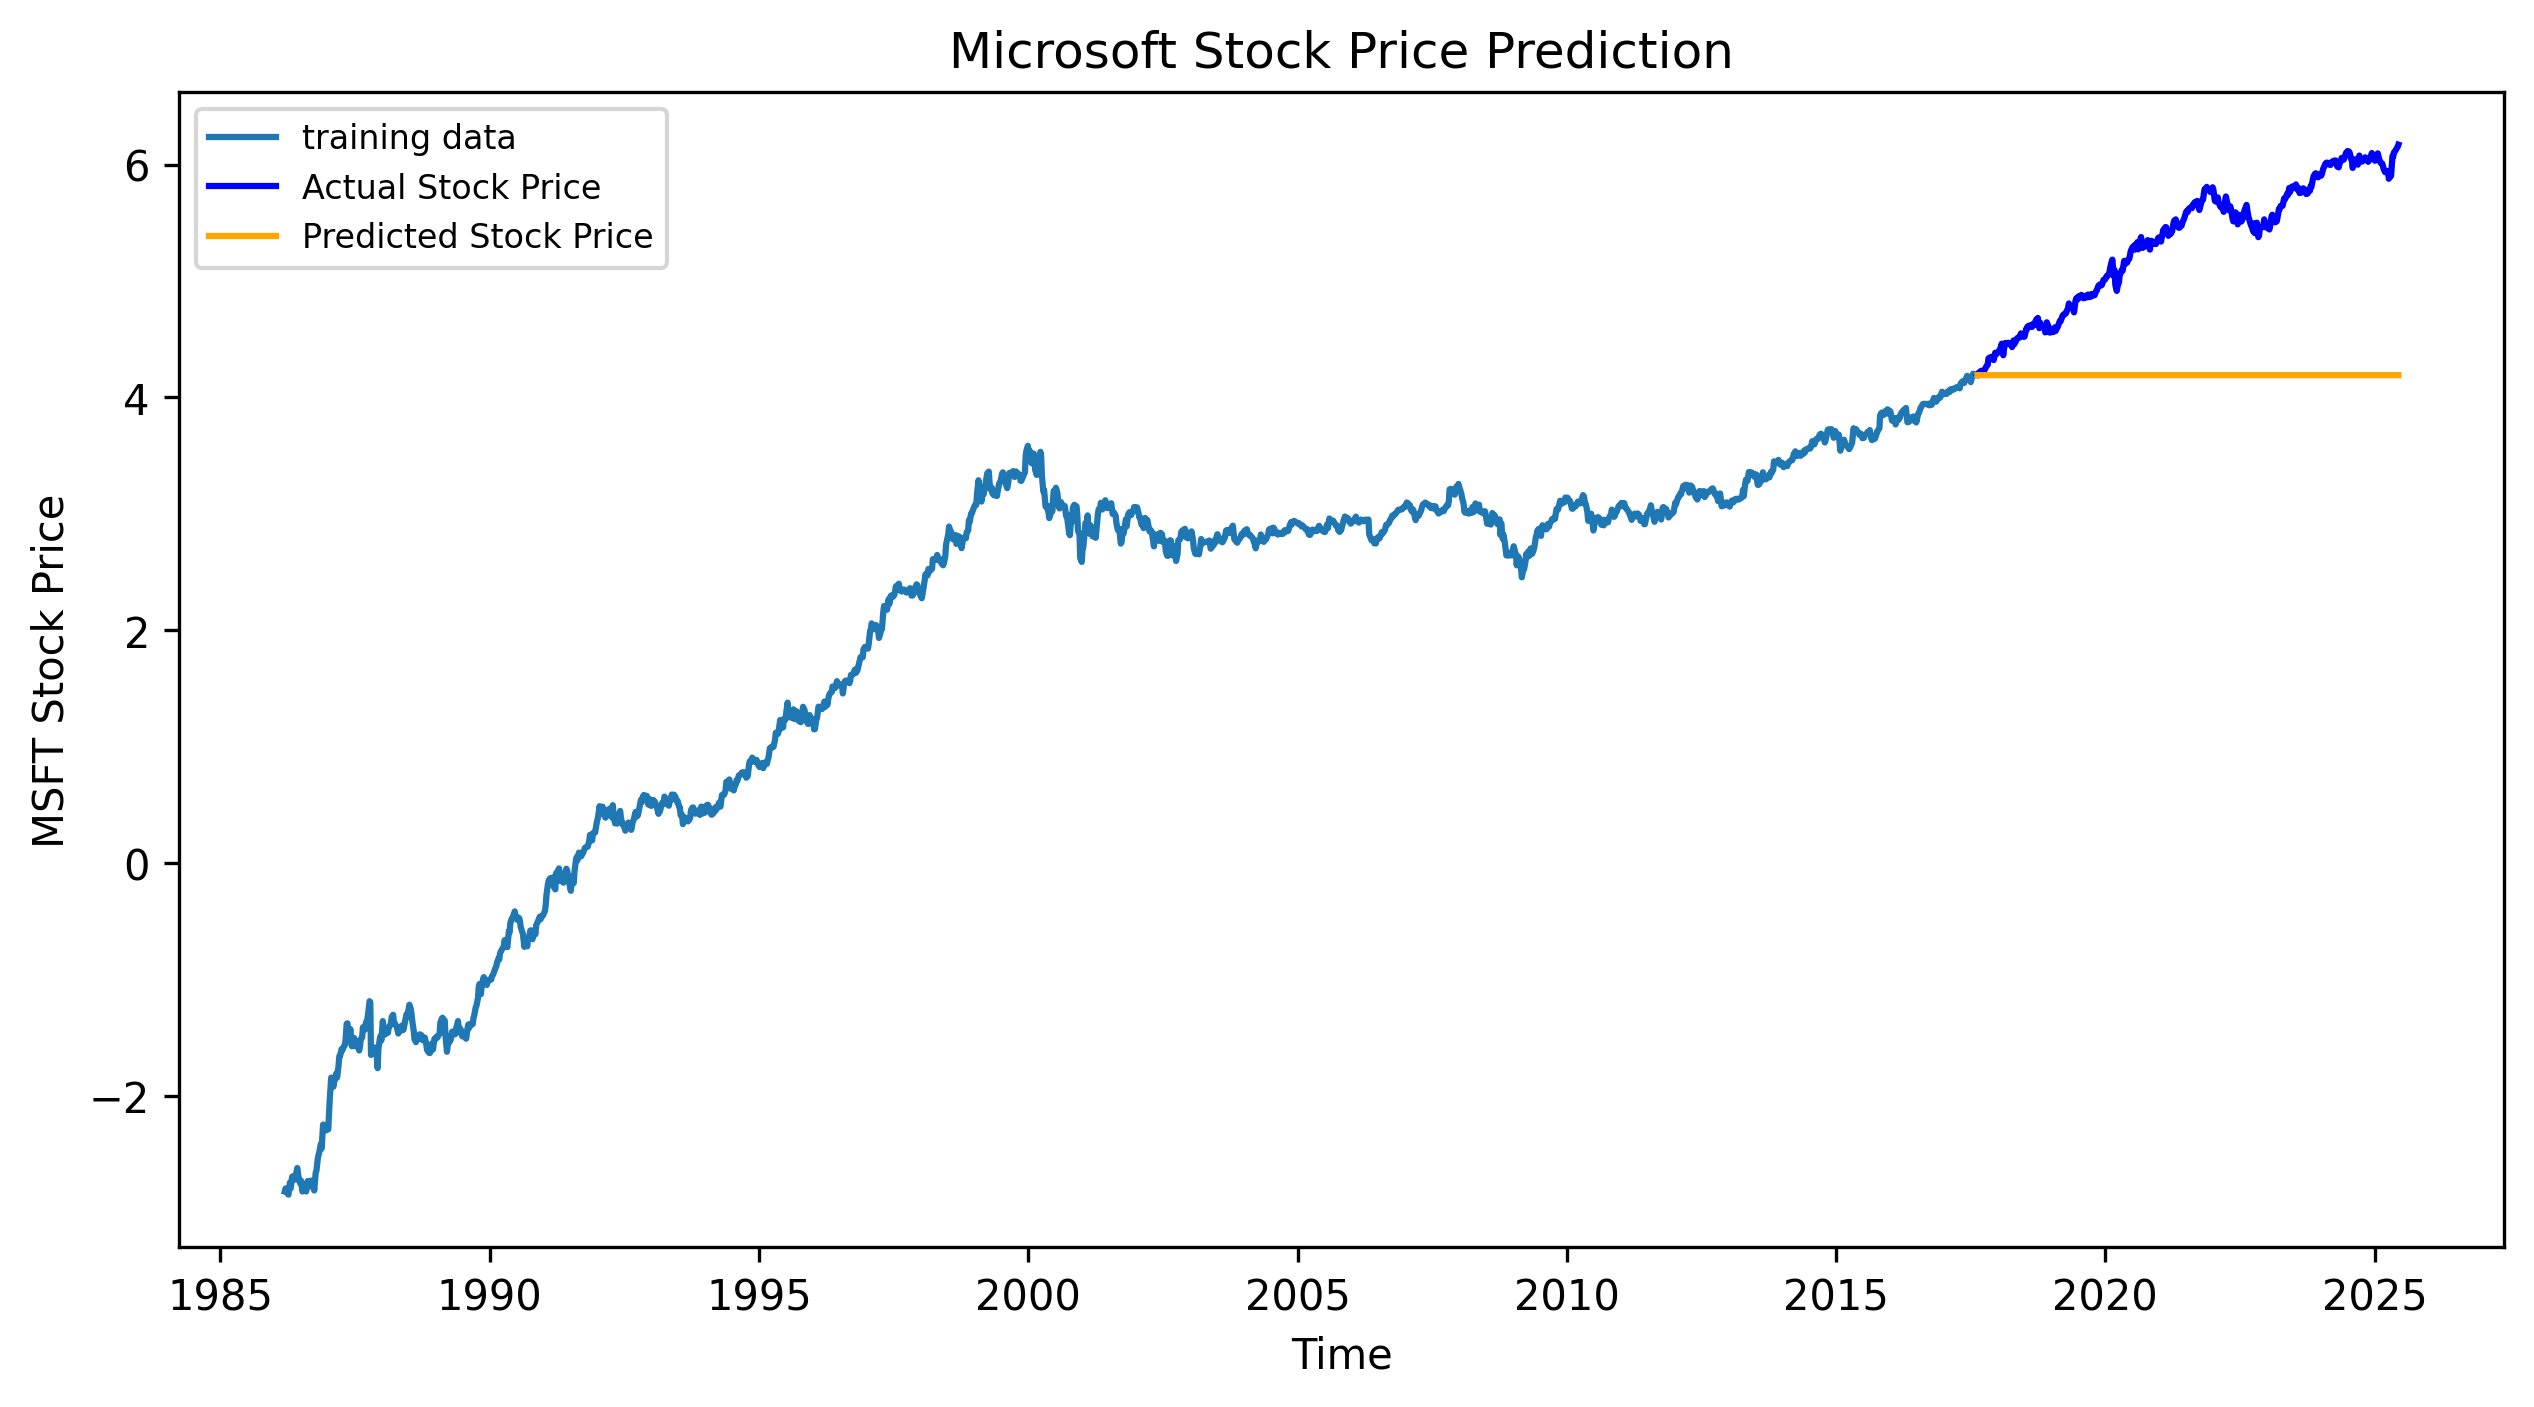 Microsoft Stock Price Prediction
training data
Actual Stock Price
Predicted Stock Price
MSFT Stock Price
6
4
2
0
−2
1985 1990 1995 2000 2005 2010 2015 2020 2025
Time